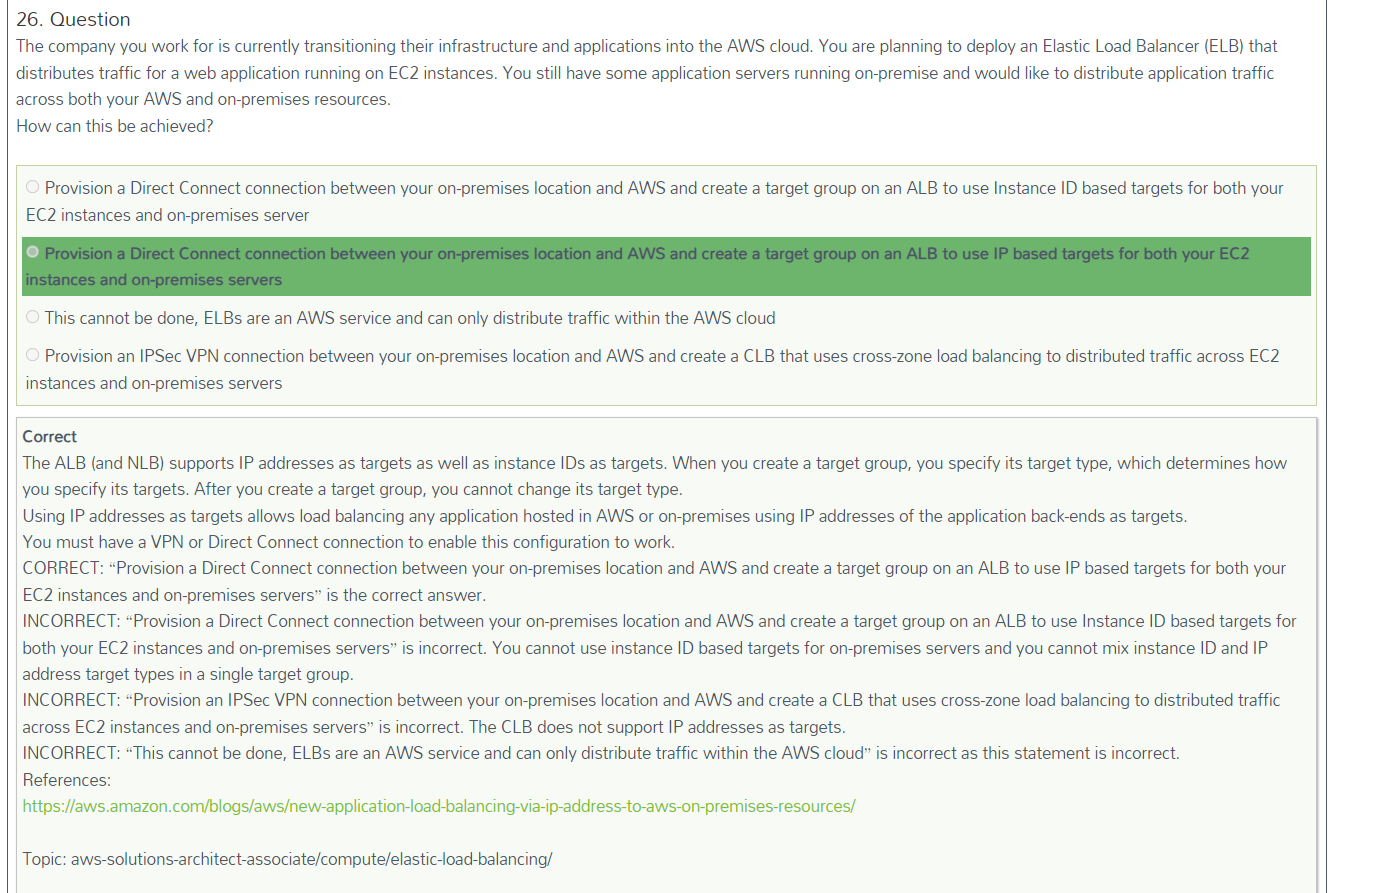 26. Question
The company you work for is currently transitioning their infrastructure and applications into the AWS cloud. You are planning to deploy an Elastic Load Balancer (ELB) that
distributes traffic for a web application running on EC2 instances. You still have some application servers running on-premise and would like to distribute application traffic
across both your AWS and on-premises resources.
How can this be achieved?
Provision a Direct Connect connection between your on-premises location and AWS and create a target group on an ALB to use Instance ID based targets for both your
EC2 instances and on-premises server
Provision a Direct Connect connection between your on-premises location and AWS and create a target group on an ALB to use IP based targets for both your EC2
instances and on-premises servers
This cannot be done, ELBs are an AWS service and can only distribute traffic within the AWS cloud
Provision an IPSec VPN connection between your on-premises location and AWS and create a CLB that uses cross-zone load balancing to distributed traffic across EC2
instances and on-premises servers
Correct
The ALB (and NLB) supports IP addresses as targets as well as instance IDs as targets. When you create a target group, you specify its target type, which determines how
you specify its targets. After you create a target group, you cannot change its target type.
Using IP addresses as targets allows load balancing any application hosted in AWS or on-premises using IP addresses of the application back-ends as targets.
You must have a VPN or Direct Connect connection to enable this configuration to work.
CORRECT: “Provision a Direct Connect connection between your on-premises location and AWS and create a target group on an ALB to use IP based targets for both your
EC2 instances and on-premises servers” is the correct answer.
INCORRECT: “Provision a Direct Connect connection between your on-premises location and AWS and create a target group on an ALB to use Instance ID based targets for
both your EC2 instances and on-premises servers” is incorrect. You cannot use instance ID based targets for on-premises servers and you cannot mix instance ID and IP
address target types in a single target group.
INCORRECT: “Provision an IPSec VPN connection between your on-premises location and AWS and create a CLB that uses cross-zone load balancing to distributed traffic
across EC2 instances and on-premises servers” is incorrect. The CLB does not support IP addresses as targets.
INCORRECT: “This cannot be done, ELBs are an AWS service and can only distribute traffic within the AWS cloud” is incorrect as this statement is incorrect.
References:
https://aws.amazon.com/blogs/aws/new-application-load-balancing-via-ip-address-to-aws-on-premises-resources/
Topic: aws-solutions-architect-associate/compute/elastic-load-balancing/